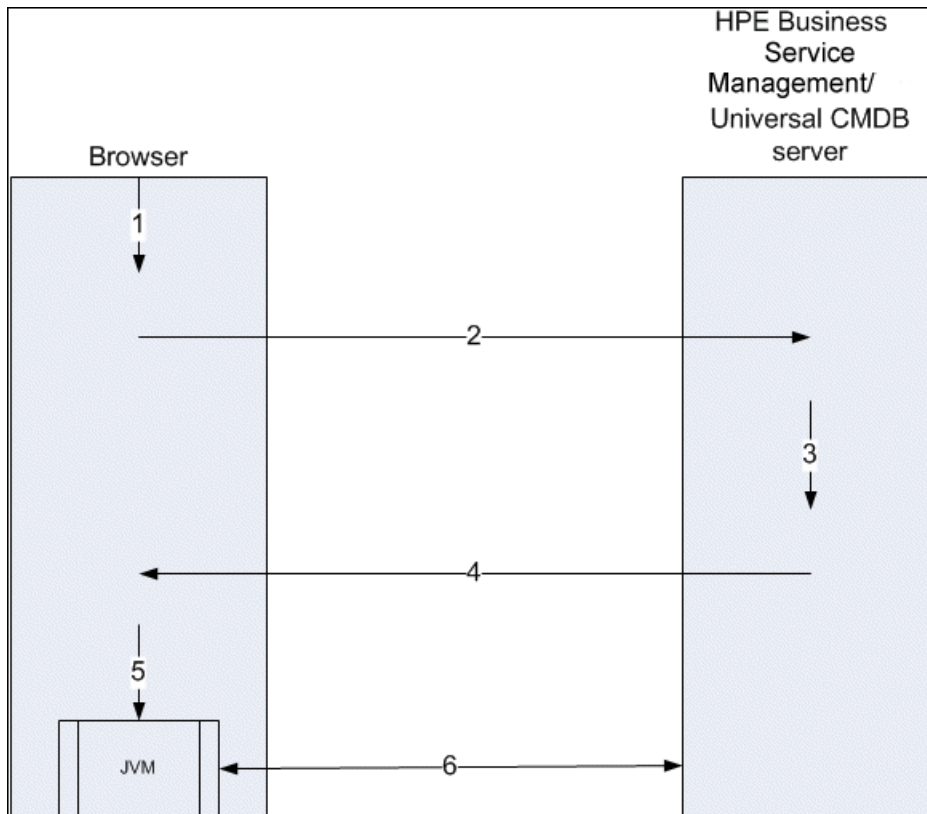 HPE Business
Service
Management/
Universal CMDB
server
Browser
1
2
3
4
5
JVM
6